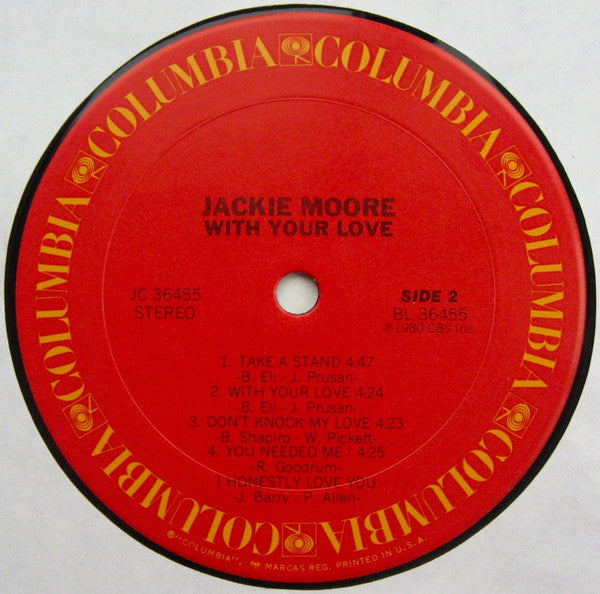 COLUMBIA COLUMBIA COLUMBIA COLUMBIA COLUMBIA COLUMBIA COLUMBIA COLUMBIA
JACKIE MOORE
WITH YOUR LOVE
JC 36455
STEREO
SIDE 2
BL 36455
℗1980 CBS Inc.
1. TAKE A STAND 4:47
-B. Eli - J. Prusan-
2. WITH YOUR LOVE 4:24
-B. Eli - J. Prusan-
3. DON'T KNOCK MY LOVE 4:23
-B. Shapiro - W. Pickett-
4. YOU NEEDED ME / 4:25
-R. Goodrum-
I HONESTLY LOVE YOU
-J. Barry - P. Allen-
®"COLUMBIA", MARCAS REG. PRINTED IN U.S.A.